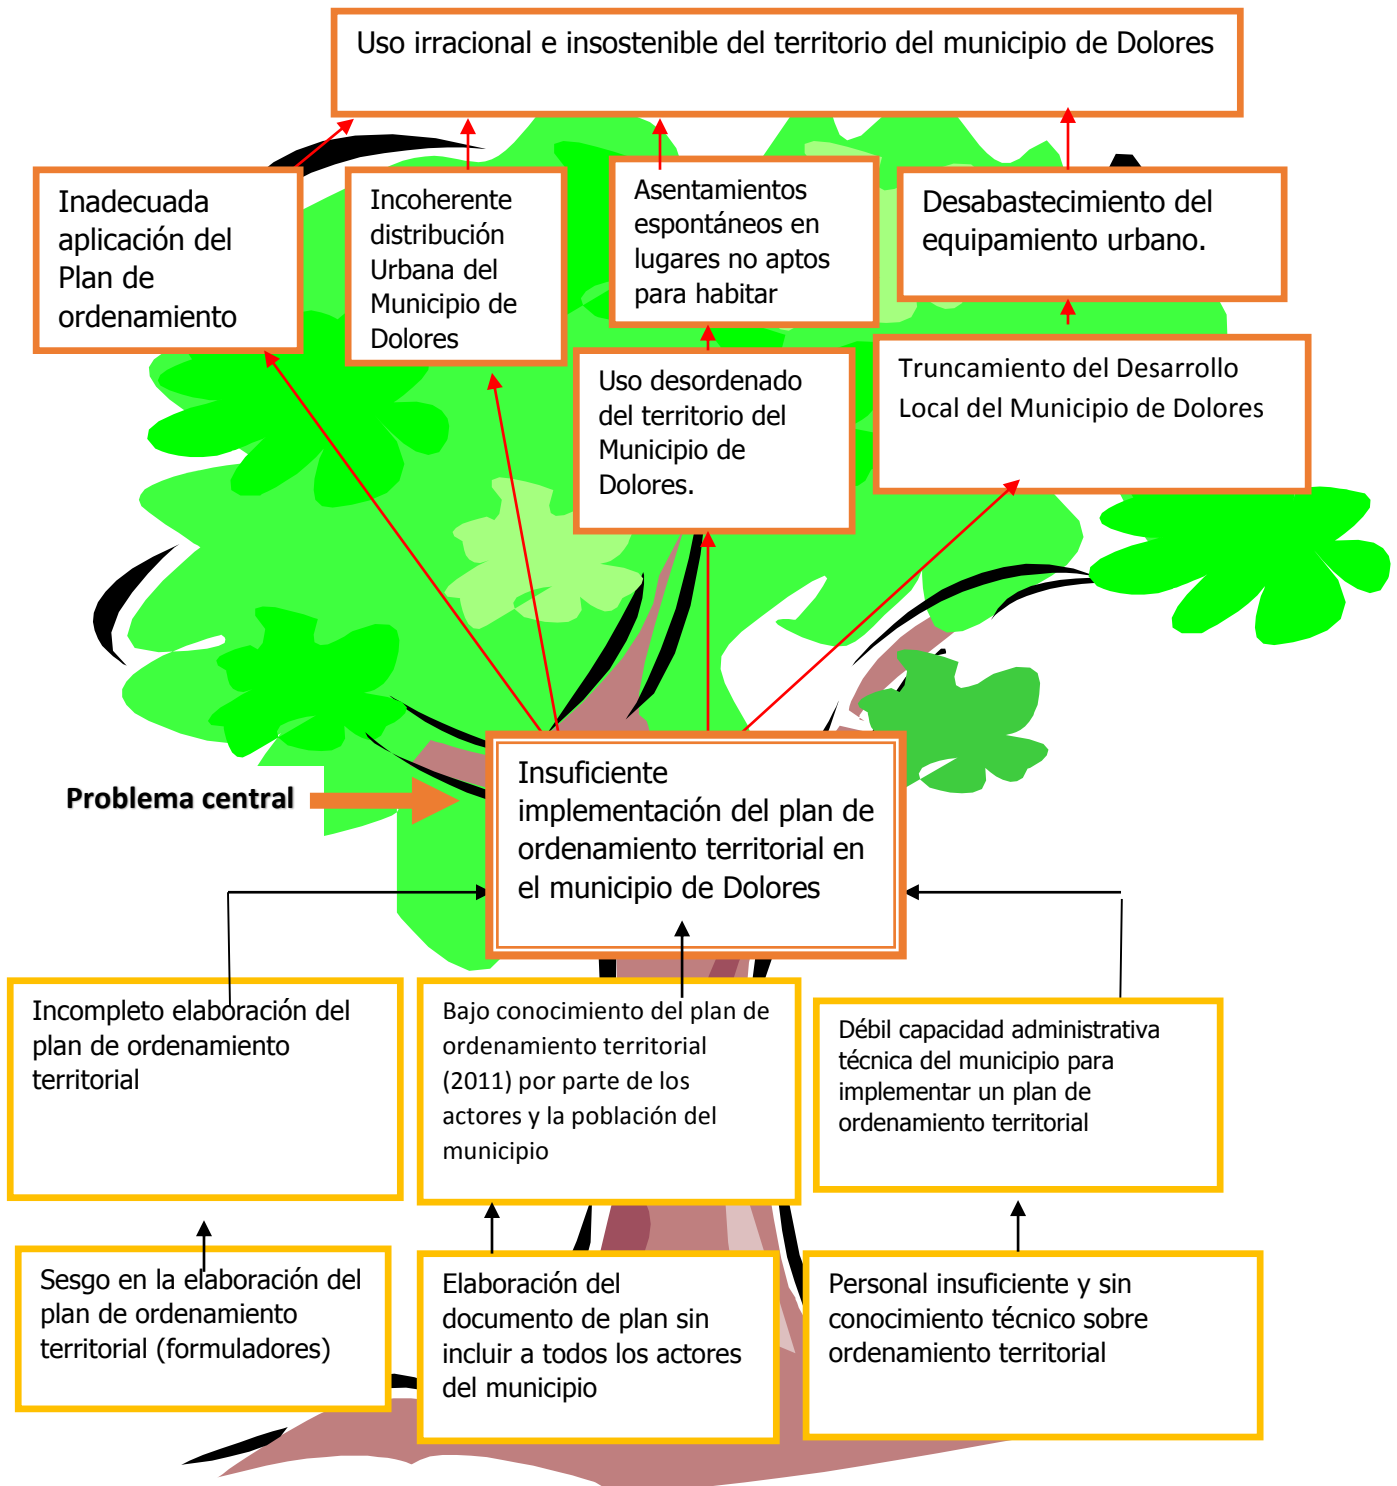 Uso irracional e insostenible del territorio del municipio de Dolores
Inadecuada
aplicación del
Plan de
ordenamiento
Incoherente
distribución
Urbana del
Municipio de
Dolores
Asentamientos
espontáneos en
lugares no aptos
para habitar
Desabastecimiento del
equipamiento urbano.
Uso desordenado
del territorio del
Municipio de
Dolores.
Truncamiento del Desarrollo
Local del Municipio de Dolores
Problema central
Insuficiente
implementación del plan de
ordenamiento territorial en
el municipio de Dolores
Incompleto elaboración del
plan de ordenamiento
territorial
Bajo conocimiento del plan de
ordenamiento territorial
(2011) por parte de los
actores y la población del
municipio
Débil capacidad administrativa
técnica del municipio para
implementar un plan de
ordenamiento territorial
Sesgo en la elaboración del
plan de ordenamiento
territorial (formuladores)
Elaboración del
documento de plan sin
incluir a todos los actores
del municipio
Personal insuficiente y sin
conocimiento técnico sobre
ordenamiento territorial